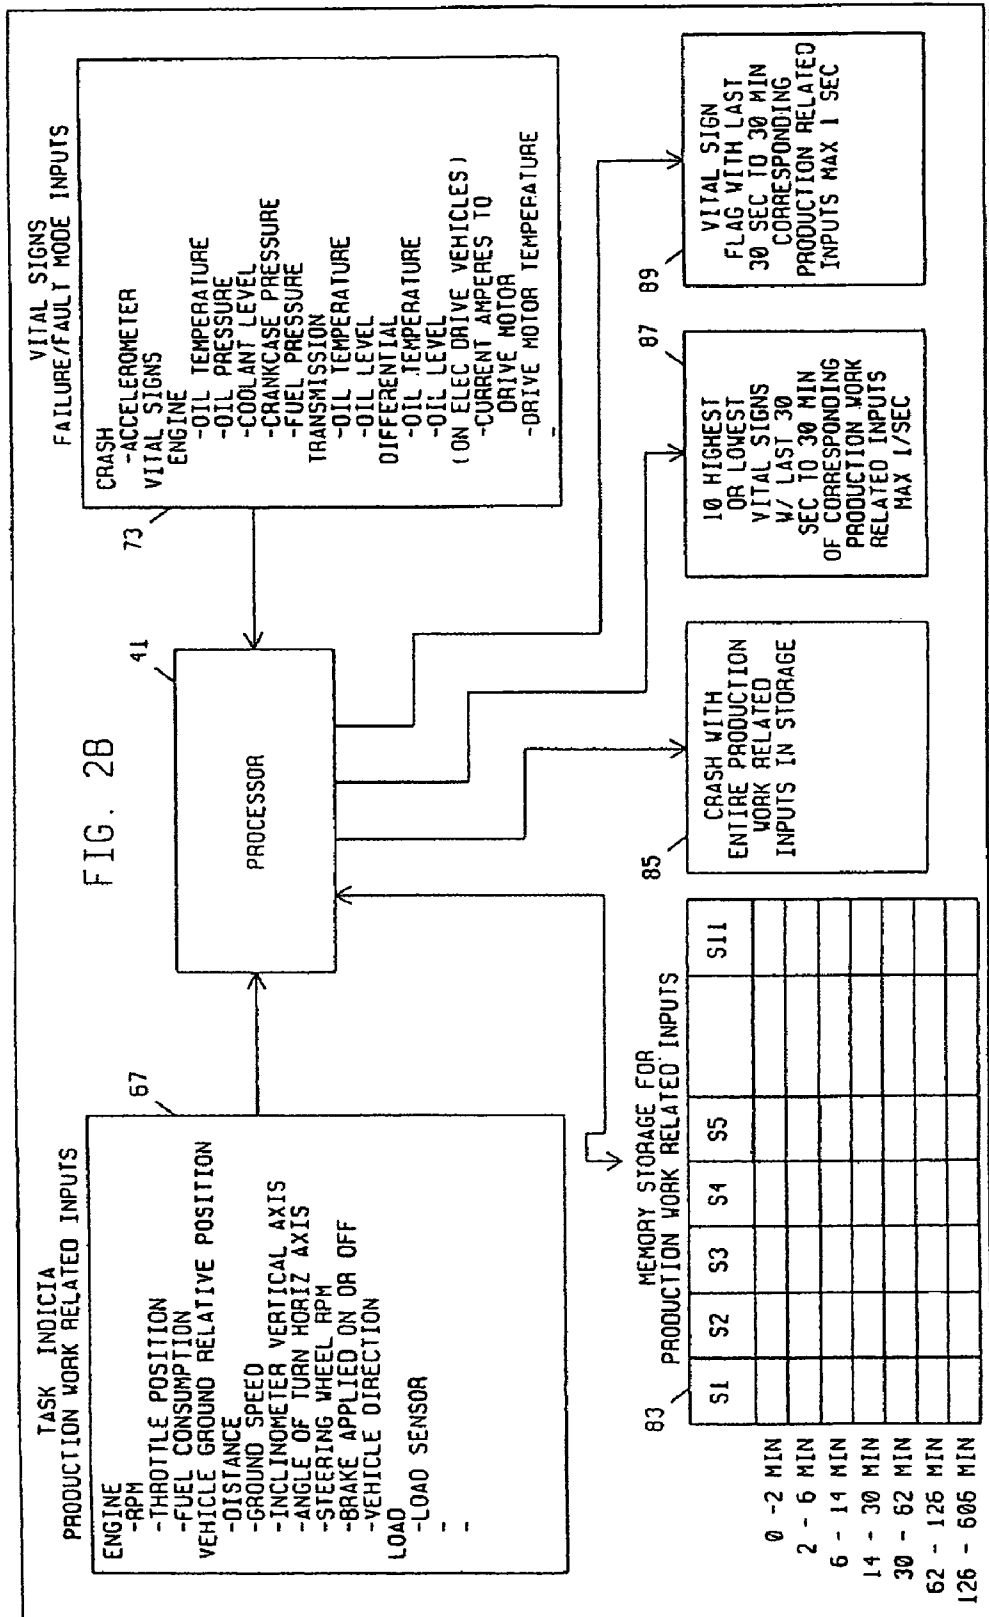 FIG. 2B
TASK INDICIA
PRODUCTION WORK RELATED INPUTS
67
ENGINE
-RPM
-THROTTLE POSITION
-FUEL CONSUMPTION
VEHICLE GROUND RELATIVE POSITION
-DISTANCE
-GROUND SPEED
-INCLINOMETER VERTICAL AXIS
-ANGLE OF TURN HORIZ AXIS
-STEERING WHEEL RPM
-BRAKE APPLIED ON OR OFF
-VEHICLE DIRECTION
LOAD
-LOAD SENSOR
-
-
41
PROCESSOR
VITAL SIGNS
FAILURE/FAULT MODE INPUTS
73
CRASH
-ACCELEROMETER
VITAL SIGNS
ENGINE
-OIL TEMPERATURE
-OIL PRESSURE
-COOLANT LEVEL
-CRANKCASE PRESSURE
-FUEL PRESSURE
TRANSMISSION
-OIL TEMPERATURE
-OIL LEVEL
DIFFERENTIAL
-OIL TEMPERATURE
-OIL LEVEL
(ON ELEC DRIVE VEHICLES)
-CURRENT AMPERES TO
DRIVE MOTOR
-DRIVE MOTOR TEMPERATURE
-
MEMORY STORAGE FOR
PRODUCTION WORK RELATED INPUTS
83
S1 S2 S3 S4 S5 S11
0 -2 MIN
2 - 6 MIN
6 - 14 MIN
14 - 30 MIN
30 - 62 MIN
62 - 126 MIN
126 - 606 MIN
85
CRASH WITH
ENTIRE PRODUCTION
WORK RELATED
INPUTS IN STORAGE
87
10 HIGHEST
OR LOWEST
VITAL SIGNS
W/ LAST 30
SEC TO 30 MIN
OF CORRESPONDING
PRODUCTION WORK
RELATED INPUTS
MAX 1/SEC
89
VITAL SIGN
FLAG WITH LAST
30 SEC TO 30 MIN
CORRESPONDING
PRODUCTION RELATED
INPUTS MAX 1 SEC